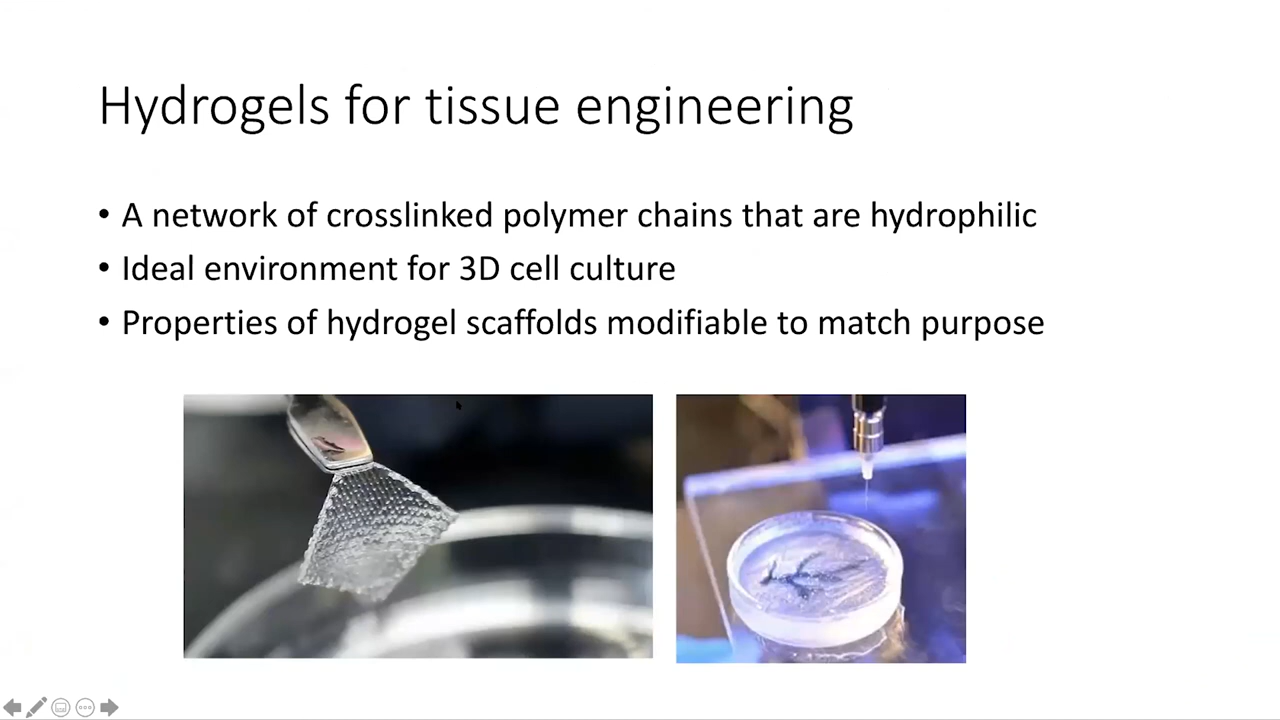 Hydrogels for tissue engineering
• A network of crosslinked polymer chains that are hydrophilic
• Ideal environment for 3D cell culture
• Properties of hydrogel scaffolds modifiable to match purpose